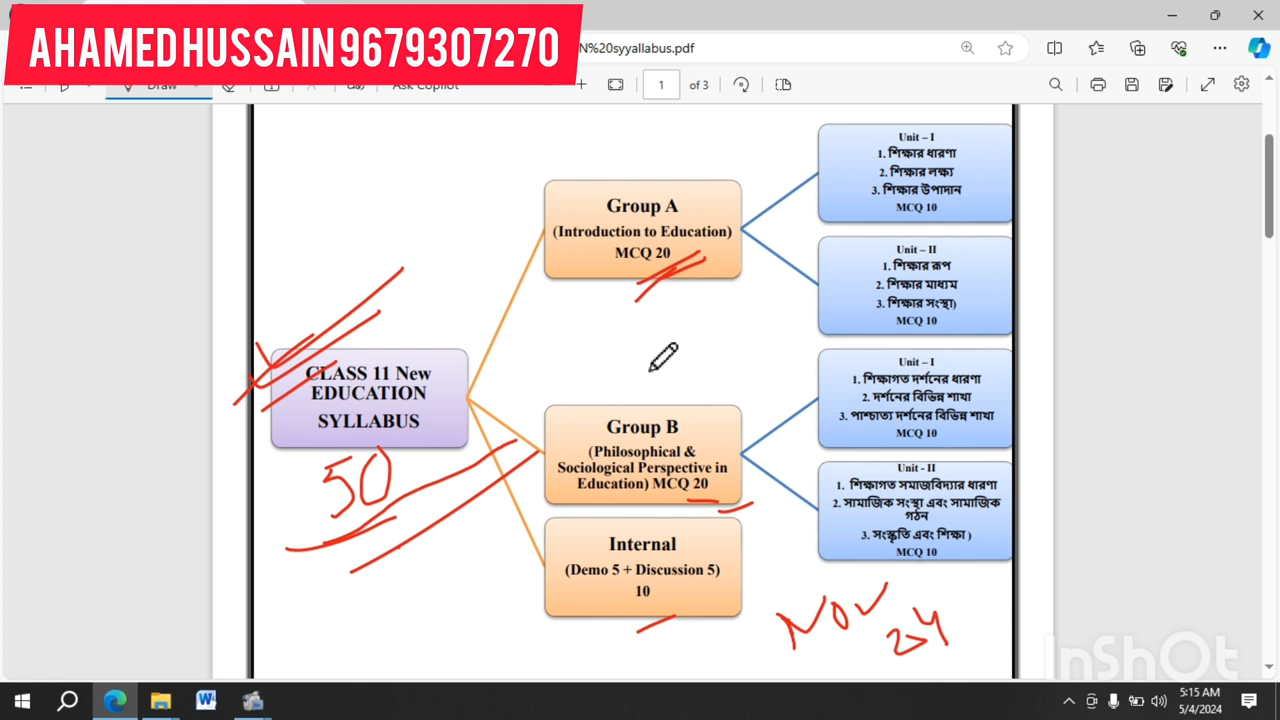 AHAMED HUSSAIN 9679307270
N%20syyallabus.pdf
Draw
Ask Copilot
1 of 3
CLASS 11 New
EDUCATION
SYLLABUS
50
Group A
(Introduction to Education)
MCQ 20
Unit – I
1. শিক্ষার ধারণা
2. শিক্ষার লক্ষ্য
3. শিক্ষার উপাদান
MCQ 10
Unit – II
1. শিক্ষার রূপ
2. শিক্ষার মাধ্যম
3. শিক্ষার সংস্থা)
MCQ 10
Group B
(Philosophical &
Sociological Perspective in
Education) MCQ 20
Unit – I
1. শিক্ষাগত দর্শনের ধারণা
2. দর্শনের বিভিন্ন শাখা
3. পাশ্চাত্য দর্শনের বিভিন্ন শাখা
MCQ 10
Unit - II
1. শিক্ষাগত সমাজবিদ্যার ধারণা
2. সামাজিক সংস্থা এবং সামাজিক
গঠন
3. সংস্কৃতি এবং শিক্ষা )
MCQ 10
Internal
(Demo 5 + Discussion 5)
10
Nov
24
InShOt
5:15 AM
5/4/2024